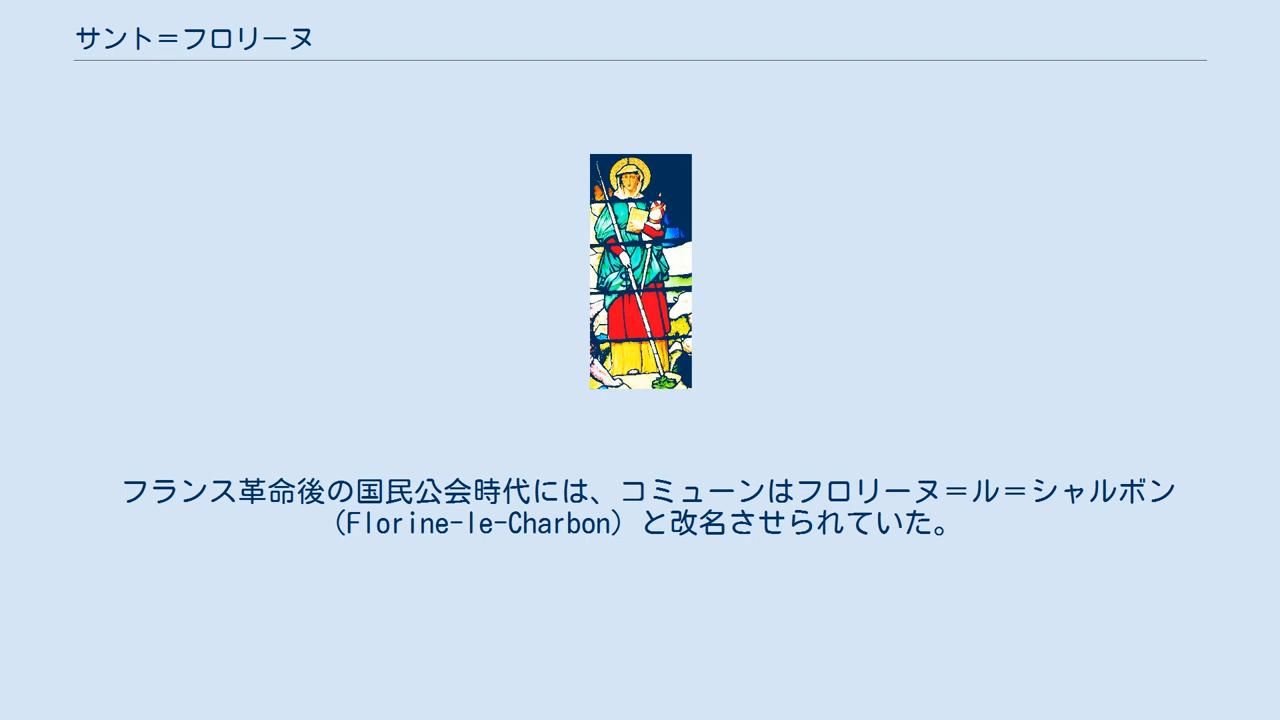 サント＝フロリーヌ
フランス革命後の国民公会時代には、コミューンはフロリーヌ＝ル＝シャルボン
（Florine-le-Charbon）と改名させられていた。